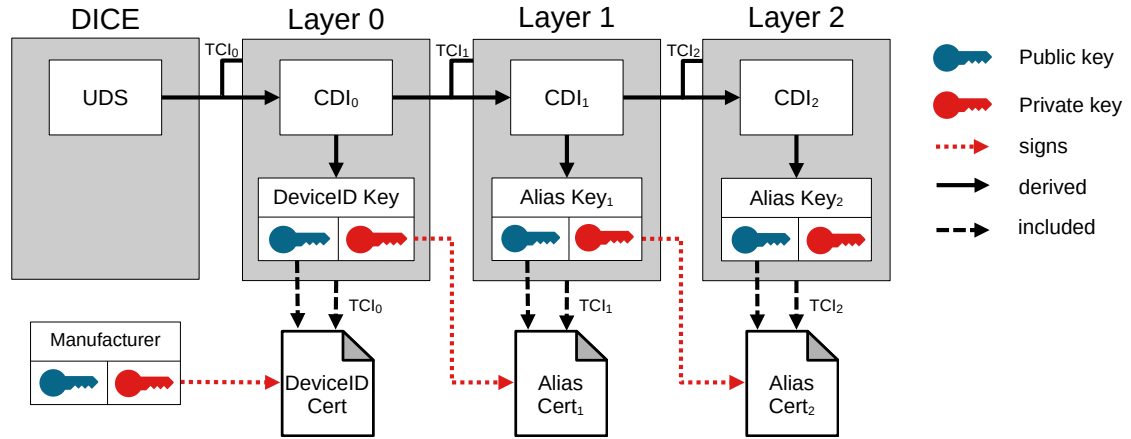 DICE
Layer 0
Layer 1
Layer 2
TCI₀
TCI₁
TCI₂
UDS
CDI₀
CDI₁
CDI₂
Public key
Private key
signs
derived
included
DeviceID Key
Alias Key₁
Alias Key₂
TCI₀
TCI₁
TCI₂
Manufacturer
DeviceID
Cert
Alias
Cert₁
Alias
Cert₂